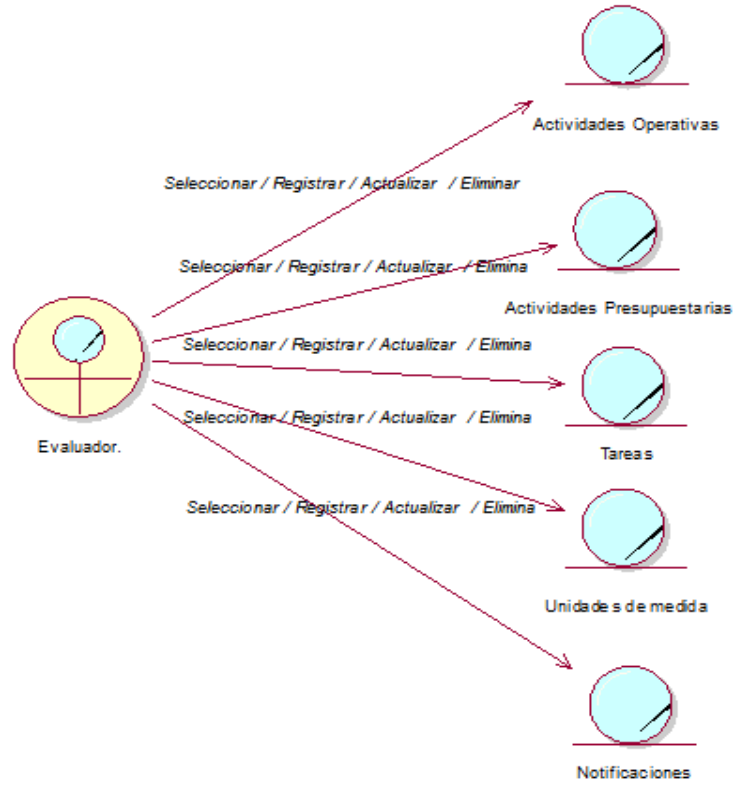 Actividades Operativas
Seleccionar / Registrar / Actualizar / Eliminar
Seleccionar / Registrar / Actualizar / Elimina
Actividades Presupuestarias
Seleccionar / Registrar / Actualizar / Elimina
Seleccionar / Registrar / Actualizar / Elimina
Evaluador.
Tareas
Seleccionar / Registrar / Actualizar / Elimina
Unidades de medida
Notificaciones